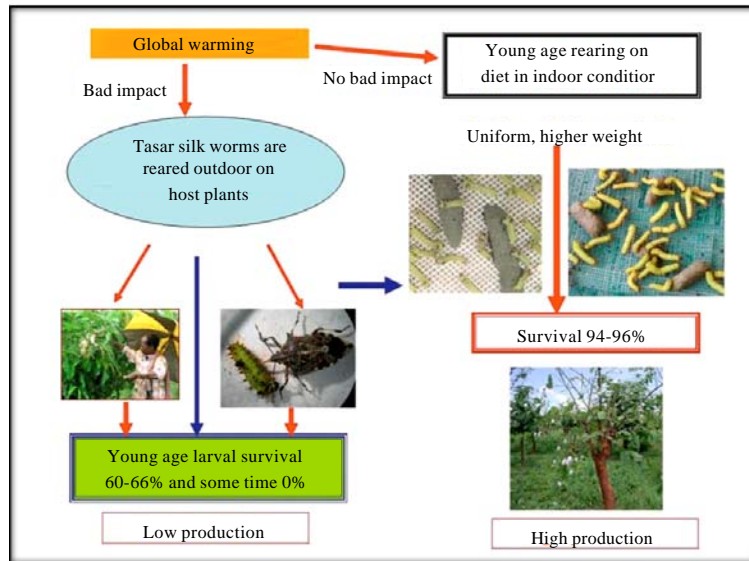 Global warming
No bad impact
Young age rearing on
diet in indoor conditior
Bad impact
Tasar silk worms are
reared outdoor on
host plants
Uniform, higher weight
Survival 94-96%
Young age larval survival
60-66% and some time 0%
Low production
High production